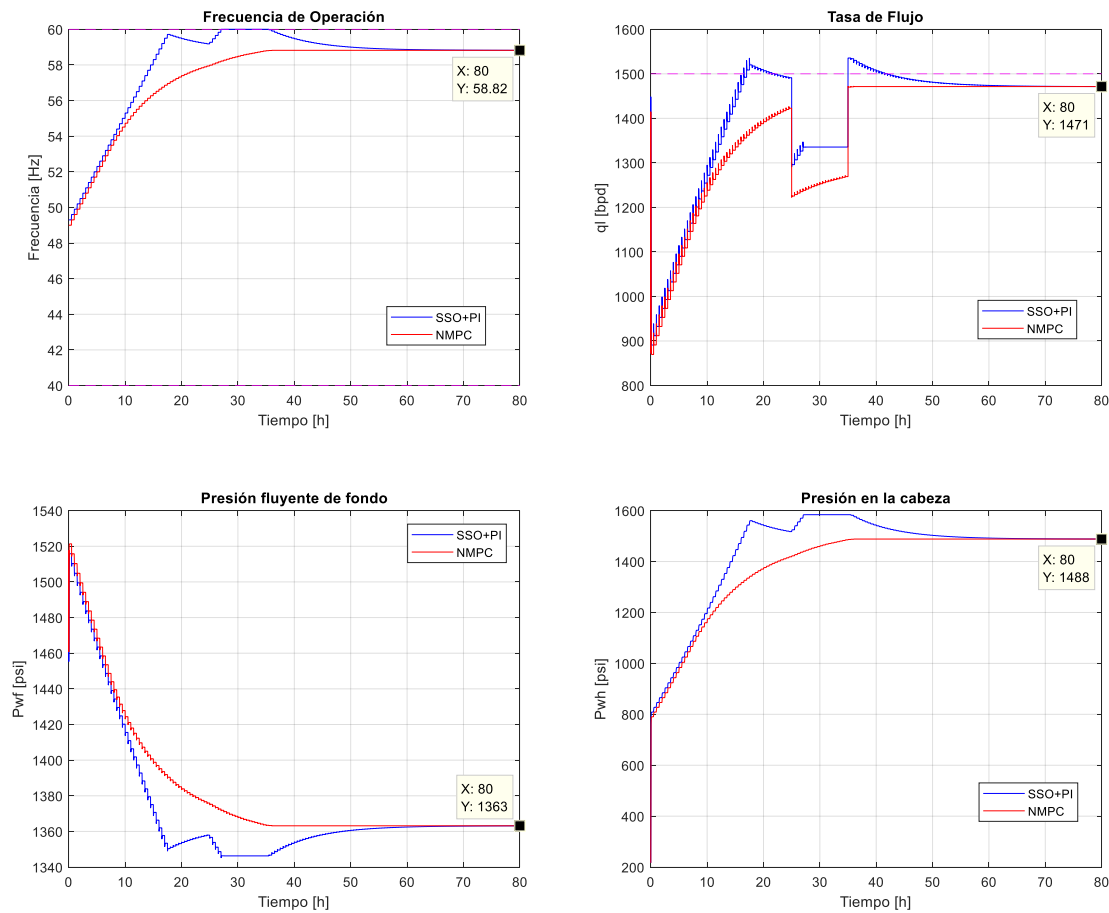 Frecuencia de Operación
60
58
56
54
52
50
48
46
44
42
40
Frecuencia [Hz]
X: 80
Y: 58.82
SSO+PI
NMPC
0 10 20 30 40 50 60 70 80
Tiempo [h]
Tasa de Flujo
1600
1500
1400
1300
1200
1100
1000
900
800
ql [bpd]
X: 80
Y: 1471
SSO+PI
NMPC
0 10 20 30 40 50 60 70 80
Tiempo [h]
Presión fluyente de fondo
1540
1520
1500
1480
1460
1440
1420
1400
1380
1360
1340
Pwf [psi]
SSO+PI
NMPC
X: 80
Y: 1363
0 10 20 30 40 50 60 70 80
Tiempo [h]
Presión en la cabeza
1600
1400
1200
1000
800
600
400
200
Pwh [psi]
X: 80
Y: 1488
SSO+PI
NMPC
0 10 20 30 40 50 60 70 80
Tiempo [h]